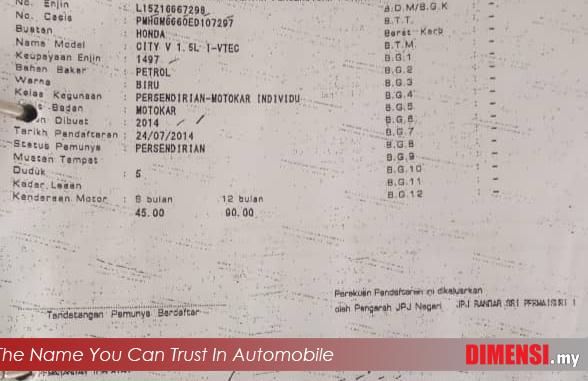 No. Enjin : L15Z16667298 B.D.M/B.G.K :
No. Casis : PMHGM6660ED107297 B.T.T. : -
Buatan : HONDA Berat Kerb : -
Nama Model : CITY V 1.5L I-VTEC B.T.M. : -
Keupayaan Enjin : 1497 B.G.1 : -
Bahan Bakar : PETROL B.G.2 : -
Warna : BIRU B.G.3 : -
Kelas Kegunaan : PERSENDIRIAN-MOTOKAR INDIVIDU B.G.4 : -
Badan : MOTOKAR B.G.5 : -
Dibuat : 2014 B.G.6 : -
Tarikh Pendaftaran : 24/07/2014 B.G.7 : -
Status Pemunya : PERSENDIRIAN B.G.8 : -
Muatan Tempat B.G.9 : -
Duduk : 5 B.G.10 : -
Kadar Lesen B.G.11 : -
Kenderaan Motor : 6 bulan 12 bulan B.G.12 : -
45.00 90.00
Perakuan Pendaftaran ini dikeluarkan
oleh Pengarah JPJ Negeri JPJ BANDAR SRI PERMAISURI
Tandatangan Pemunya Berdaftar
The Name You Can Trust In Automobile
DIMENSI.my